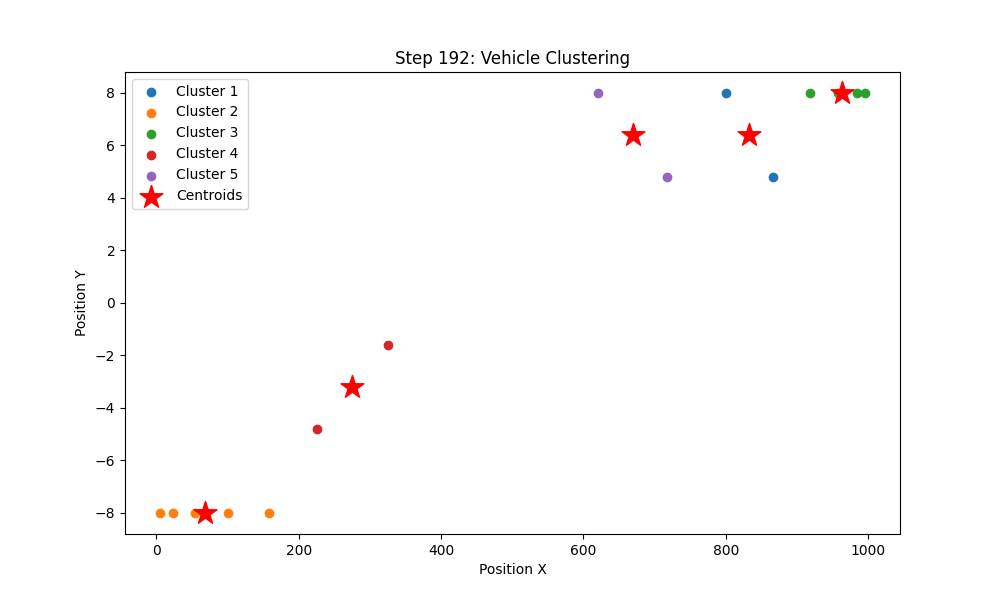 Step 192: Vehicle Clustering
Cluster 1
Cluster 2
Cluster 3
Cluster 4
Cluster 5
Centroids
8
6
4
2
0
−2
−4
−6
−8
Position Y
0 200 400 600 800 1000
Position X